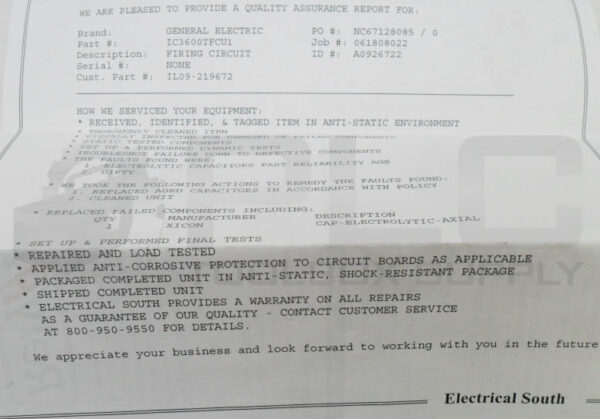 WE ARE PLEASED TO PROVIDE A QUALITY ASSURANCE REPORT FOR:
Brand: GENERAL ELECTRIC PO #: NC67128085 / 0
Part #: IC3600TFCU1 Job #: 061808022
Description: FIRING CIRCUIT ID #: A0926722
Serial #: NONE
Cust. Part #: IL09-219672
HOW WE SERVICED YOUR EQUIPMENT:
* RECEIVED, IDENTIFIED, & TAGGED ITEM IN ANTI-STATIC ENVIRONMENT
* THOROUGHLY CLEANED ITEM
* VISUALLY INSPECTED FOR DAMAGED OR FAILED COMPONENTS
* STATIC TESTED COMPONENTS
* SET UP & PERFORMED DYNAMIC TESTS
* TROUBLESHOT FAILURE DOWN TO DEFECTIVE COMPONENTS
* THE FAULTS FOUND WERE:
1. ELECTROLYTIC CAPACITORS PAST RELIABILITY AGE
2. DIRTY
* WE TOOK THE FOLLOWING ACTIONS TO REMEDY THE FAULTS FOUND:
1. REPLACED AGED CAPACITORS IN ACCORDANCE WITH POLICY
2. CLEANED UNIT
* REPLACED FAILED COMPONENTS INCLUDING:
QTY MANUFACTURER DESCRIPTION
1 XICON CAP-ELECTROLYTIC-AXIAL
* SET UP & PERFORMED FINAL TESTS
* REPAIRED AND LOAD TESTED
* APPLIED ANTI-CORROSIVE PROTECTION TO CIRCUIT BOARDS AS APPLICABLE
* PACKAGED COMPLETED UNIT IN ANTI-STATIC, SHOCK-RESISTANT PACKAGE
* SHIPPED COMPLETED UNIT
* ELECTRICAL SOUTH PROVIDES A WARRANTY ON ALL REPAIRS
AS A GUARANTEE OF OUR QUALITY - CONTACT CUSTOMER SERVICE
AT 800-950-9550 FOR DETAILS.
We appreciate your business and look forward to working with you in the future
Electrical South